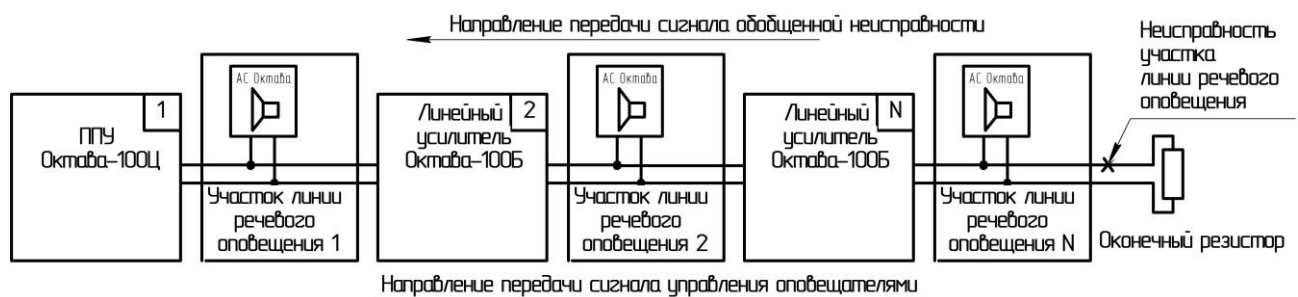 Направление передачи сигнала обобщенной неисправности
Неисправность
участка
линии речевого
оповещения
1
ППУ
Октава-100Ц
АС Октава
Участок линии
речевого
оповещения 1
2
Линейный
усилитель
Октава-100Б
АС Октава
Участок линии
речевого
оповещения 2
N
Линейный
усилитель
Октава-100Б
АС Октава
Участок линии
речевого
оповещения N
Оконечный резистор
Направление передачи сигнала управления оповещателями